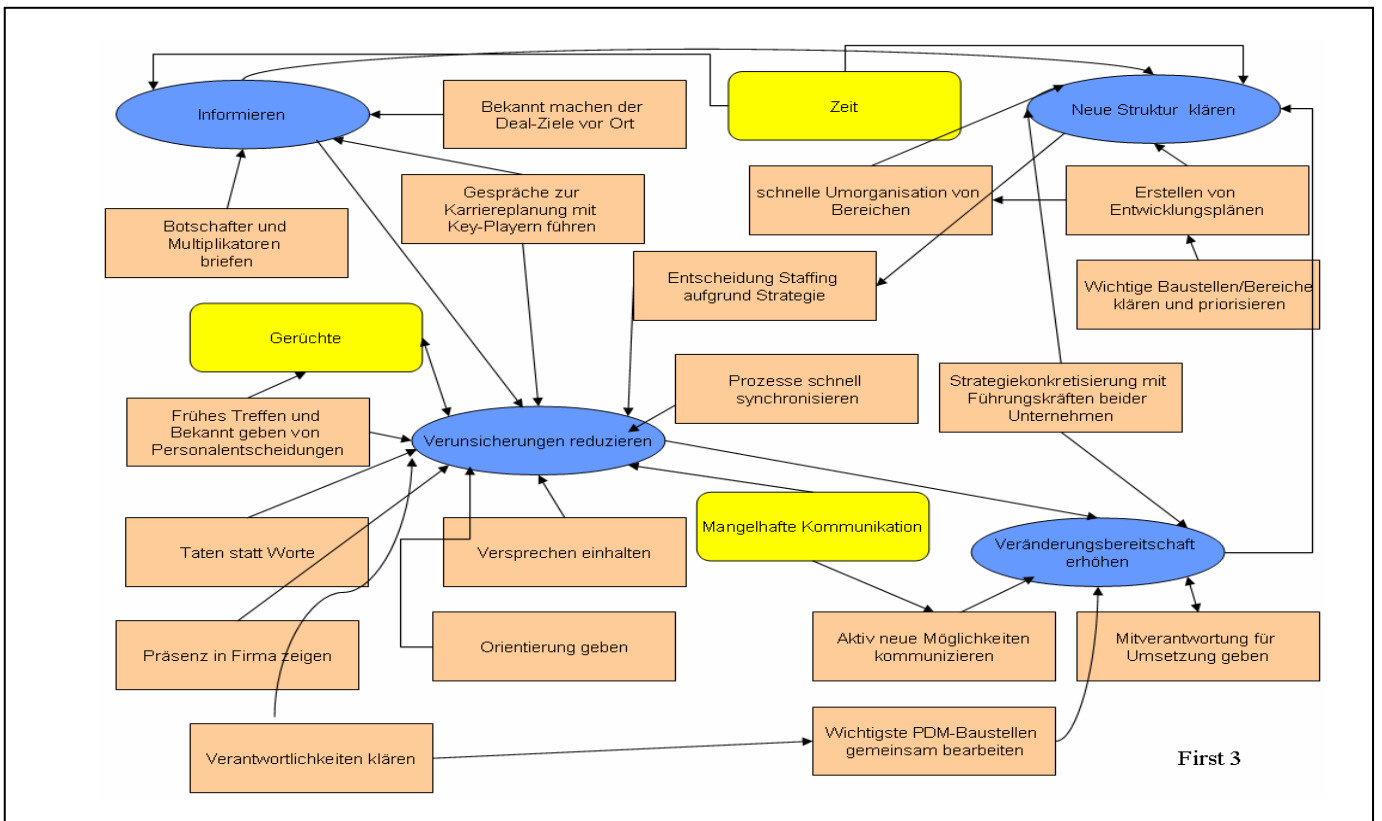 Informieren
Bekannt machen der
Deal-Ziele vor Ort
Zeit
Neue Struktur klären
Gespräche zur
Karriereplanung mit
Key-Playern führen
schnelle Umorganisation von
Bereichen
Erstellen von
Entwicklungsplänen
Botschafter und
Multiplikatoren
briefen
Entscheidung Staffing
aufgrund Strategie
Wichtige Baustellen/Bereiche
klären und priorisieren
Gerüchte
Prozesse schnell
synchronisieren
Strategiekonkretisierung mit
Führungskräften beider
Unternehmen
Frühes Treffen und
Bekannt geben von
Personalentscheidungen
Verunsicherungen reduzieren
Mangelhafte Kommunikation
Taten statt Worte
Versprechen einhalten
Veränderungsbereitschaft
erhöhen
Präsenz in Firma zeigen
Orientierung geben
Aktiv neue Möglichkeiten
kommunizieren
Mitverantwortung für
Umsetzung geben
Verantwortlichkeiten klären
Wichtigste PDM-Baustellen
gemeinsam bearbeiten
First 3